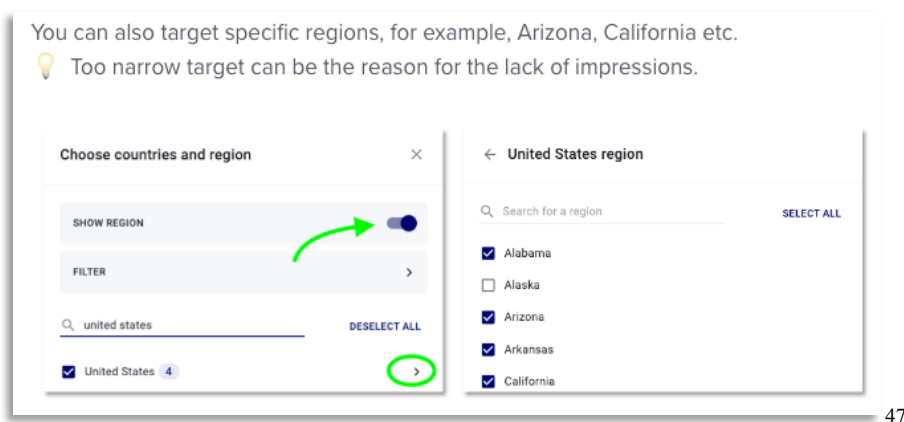 You can also target specific regions, for example, Arizona, California etc.
Too narrow target can be the reason for the lack of impressions.
Choose countries and region
SHOW REGION
FILTER
united states
DESELECT ALL
United States 4
United States region
Search for a region
SELECT ALL
Alabama
Alaska
Arizona
Arkansas
California
47